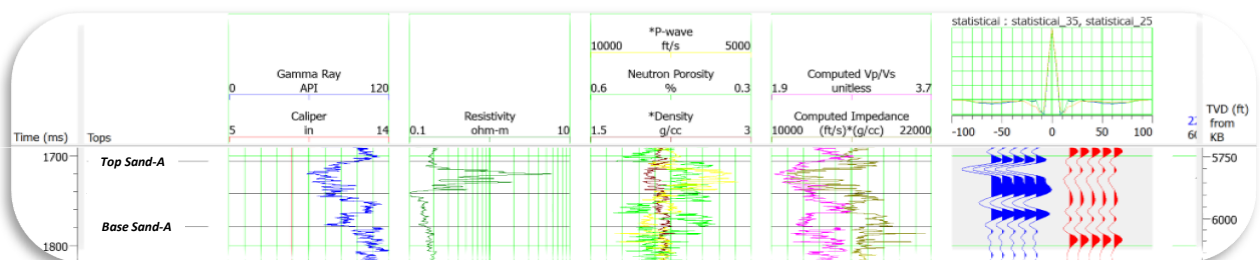 statisticai : statisticai_35, statisticai_25
*P-wave
10000 ft/s 5000
Gamma Ray
Neutron Porosity
Computed Vp/Vs
0 API 120
0.6 % 0.3
1.9 unitless 3.7
Caliper
Resistivity
*Density
Computed Impedance
TVD (ft)
from
KB
5 in 14
0.1 ohm-m 10
1.5 g/cc 3
10000 (ft/s)*(g/cc) 22000
-100 -50 0 50 100
Time (ms) Tops
1700
Top Sand-A
5750
Base Sand-A
6000
1800